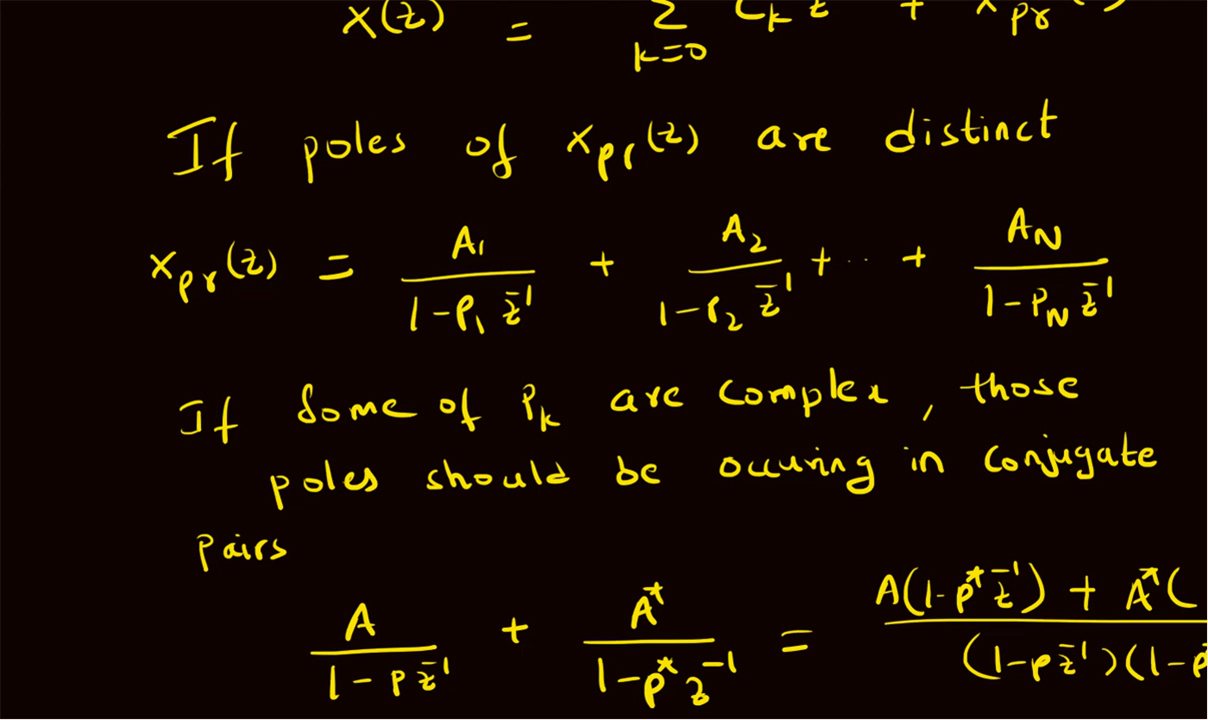 X(z) = Σ k=0 C_k z + X_pr
If poles of X_pr(z) are distinct
X_pr(z) = A_1/(1-P_1 z^-1) + A_2/(1-P_2 z^-1) + .. + A_N/(1-P_N z^-1)
If Some of P_k are complex, those
poles should be occuring in conjugate
pairs
A/(1-p z^-1) + A*/(1-p* z^-1) = A(1-p* z^-1) + A*( / (1-p z^-1)(1-p